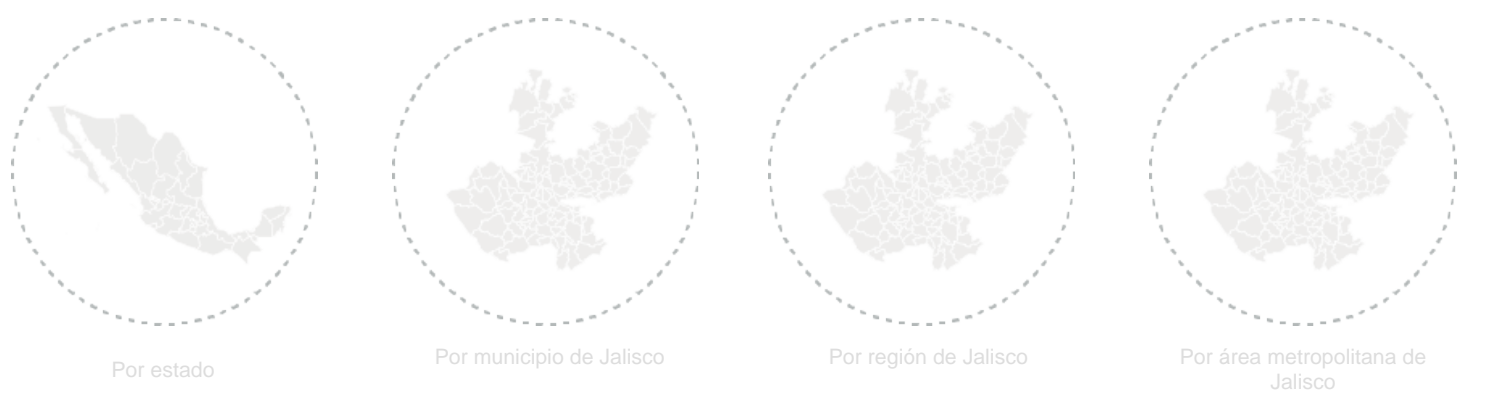 Por estado
Por municipio de Jalisco
Por región de Jalisco
Por área metropolitana de
Jalisco